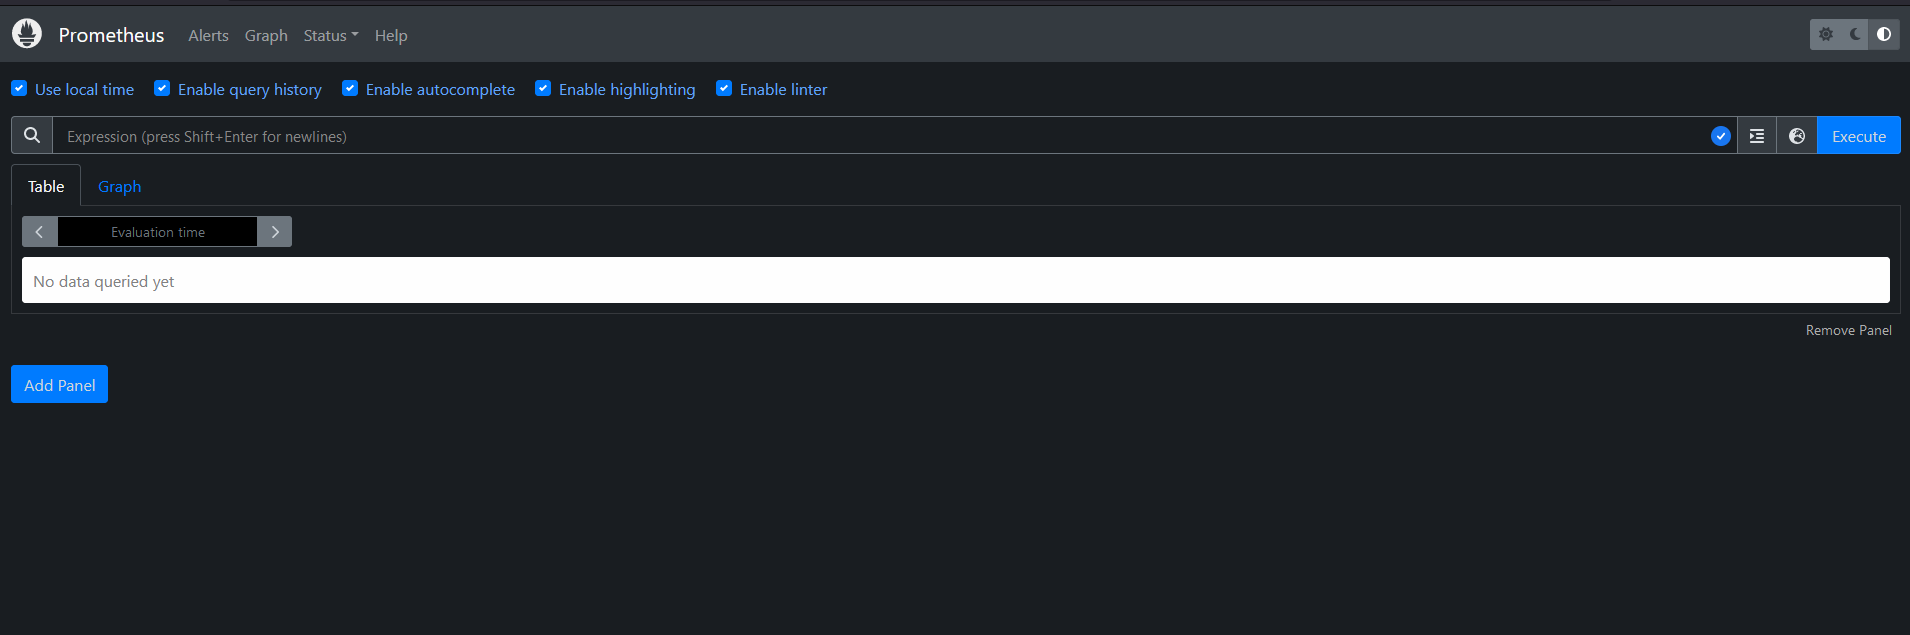 Prometheus Alerts Graph Status Help
Use local time Enable query history Enable autocomplete Enable highlighting Enable linter
Expression (press Shift+Enter for newlines) Execute
Table Graph
Evaluation time
No data queried yet
Remove Panel
Add Panel